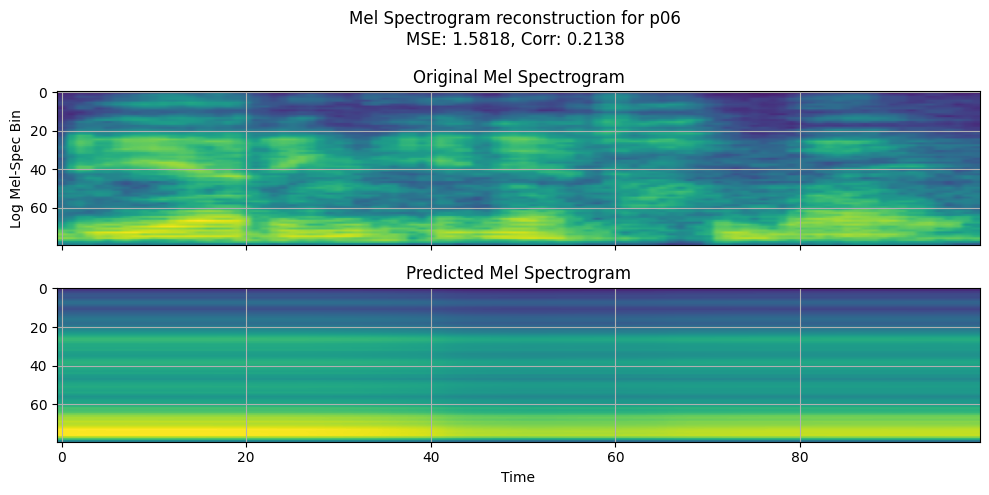 Mel Spectrogram reconstruction for p06
MSE: 1.5818, Corr: 0.2138
Original Mel Spectrogram
0
20
40
60
Log Mel-Spec Bin
Predicted Mel Spectrogram
0
20
40
60
0 20 40 60 80
Time